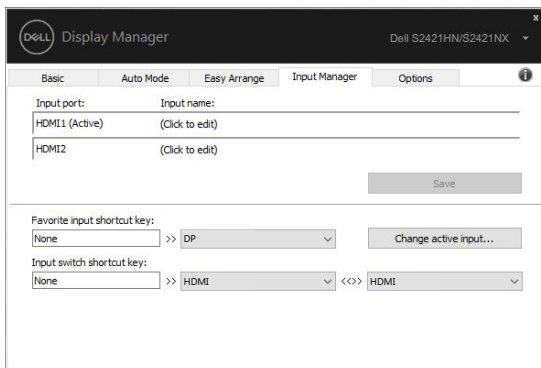 x
DELL Display Manager Dell S2421HN/S2421NX
Basic Auto Mode Easy Arrange Input Manager Options i
Input port: Input name:
HDMI1 (Active) (Click to edit)
HDMI2 (Click to edit)
Save
Favorite input shortcut key:
None >> DP Change active input...
Input switch shortcut key:
None >> HDMI <<>> HDMI